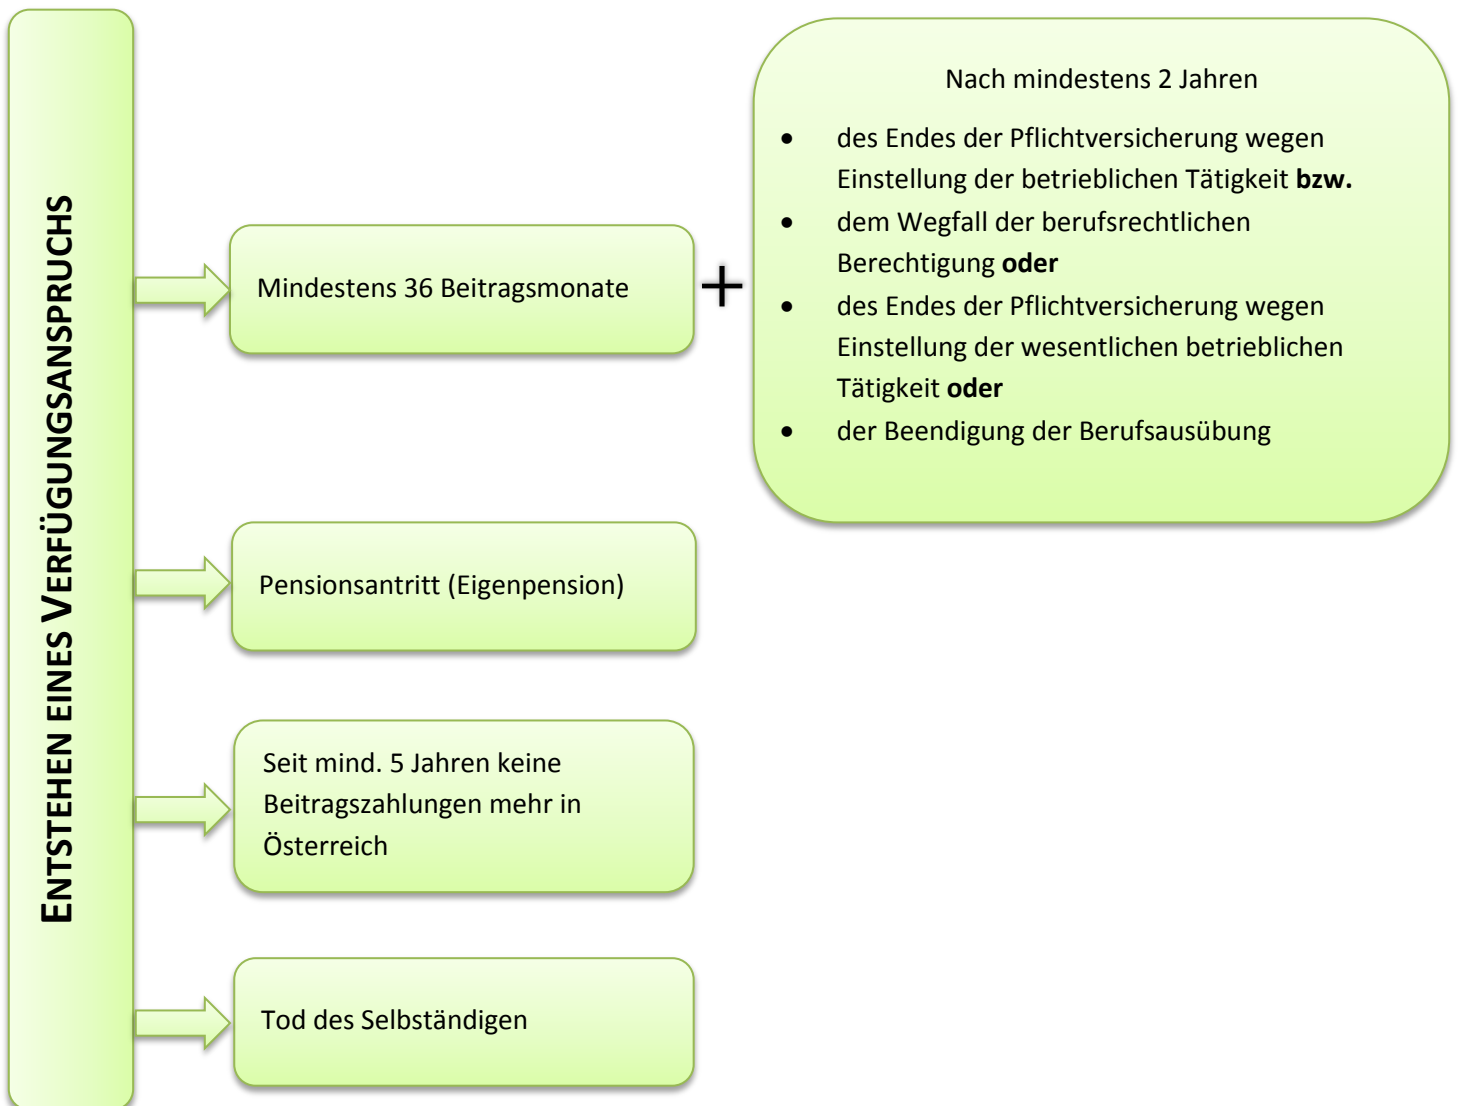 ENTSTEHEN EINES VERFÜGUNGSANSPRUCHS
Mindestens 36 Beitragsmonate
+
Nach mindestens 2 Jahren
• des Endes der Pflichtversicherung wegen
Einstellung der betrieblichen Tätigkeit bzw.
• dem Wegfall der berufsrechtlichen
Berechtigung oder
• des Endes der Pflichtversicherung wegen
Einstellung der wesentlichen betrieblichen
Tätigkeit oder
• der Beendigung der Berufsausübung
Pensionsantritt (Eigenpension)
Seit mind. 5 Jahren keine
Beitragszahlungen mehr in
Österreich
Tod des Selbständigen